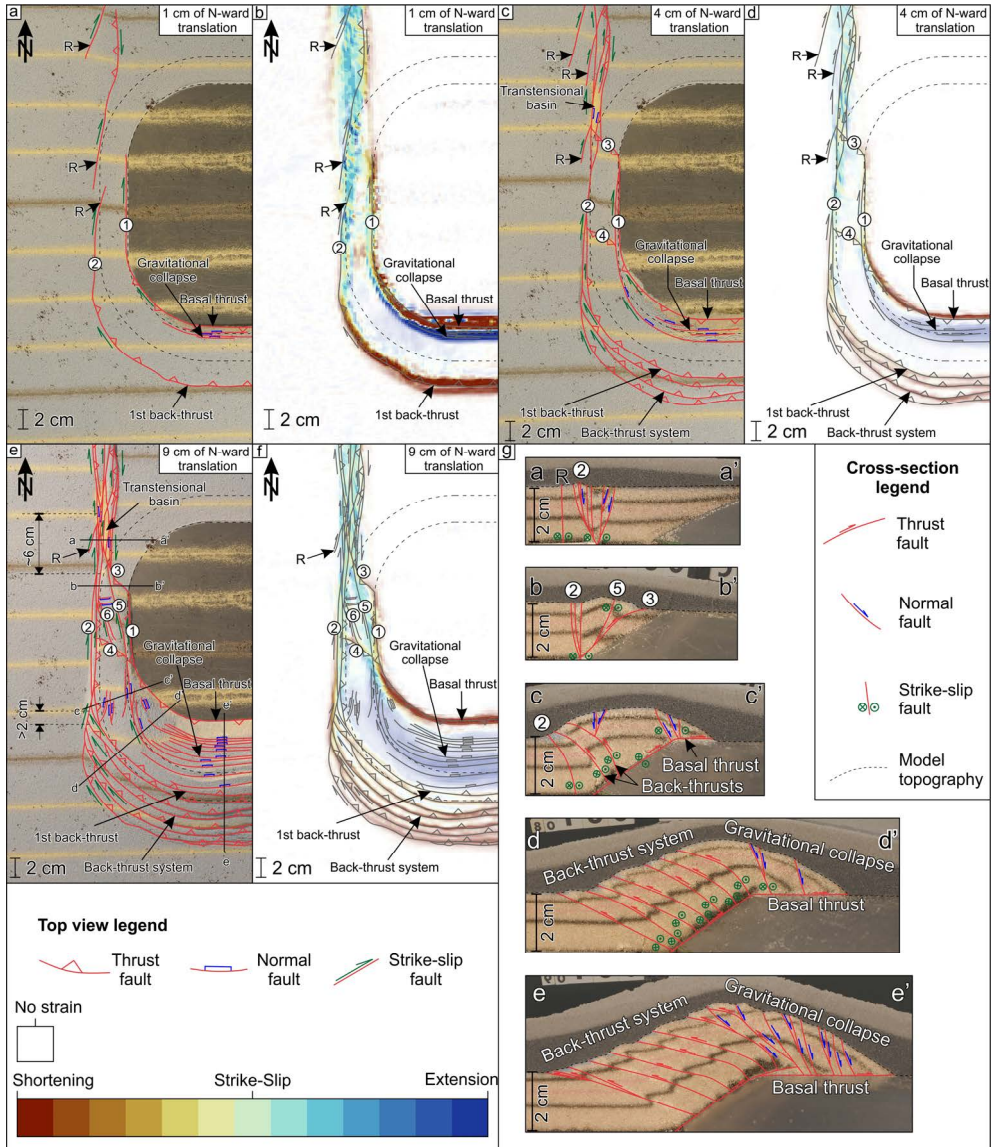 a
1 cm of N-ward
translation
N
R
R
R
1
2
Gravitational
collapse
Basal thrust
1st back-thrust
2 cm
b
1 cm of N-ward
translation
R
R
R
1
2
Gravitational
collapse
Basal thrust
1st back-thrust
2 cm
c
4 cm of N-ward
translation
N
R
R
Transtensional
basin
3
R
2
1
4
Gravitational
collapse
Basal thrust
1st back-thrust
Back-thrust system
2 cm
d
4 cm of N-ward
translation
R
R
3
R
2
1
4
Gravitational
collapse
Basal thrust
1st back-thrust
Back-thrust system
2 cm
e
9 cm of N-ward
translation
N
Transtensional
basin
~6 cm
a
a'
R
3
b
b'
5
6
2
1
4
Gravitational
collapse
c'
Basal thrust
d'
e'
c
>2 cm
d
1st back-thrust
Back-thrust system
e
2 cm
f
9 cm of N-ward
translation
R
3
5
6
2
1
4
Gravitational
collapse
Basal thrust
1st back-thrust
Back-thrust system
2 cm
g
a
R
2
a'
2 cm
b
2
5
3
b'
2 cm
c
c'
2
2 cm
Basal thrust
Back-thrusts
80
d
Back-thrust system
Gravitational collapse
d'
2 cm
Basal thrust
e
Back-thrust system
Gravitational collapse
e'
2 cm
Basal thrust
Cross-section
legend
Thrust
fault
Normal
fault
Strike-slip
fault
Model
topography
Top view legend
Thrust
fault
Normal
fault
Strike-slip
fault
No strain
Shortening
Strike-Slip
Extension